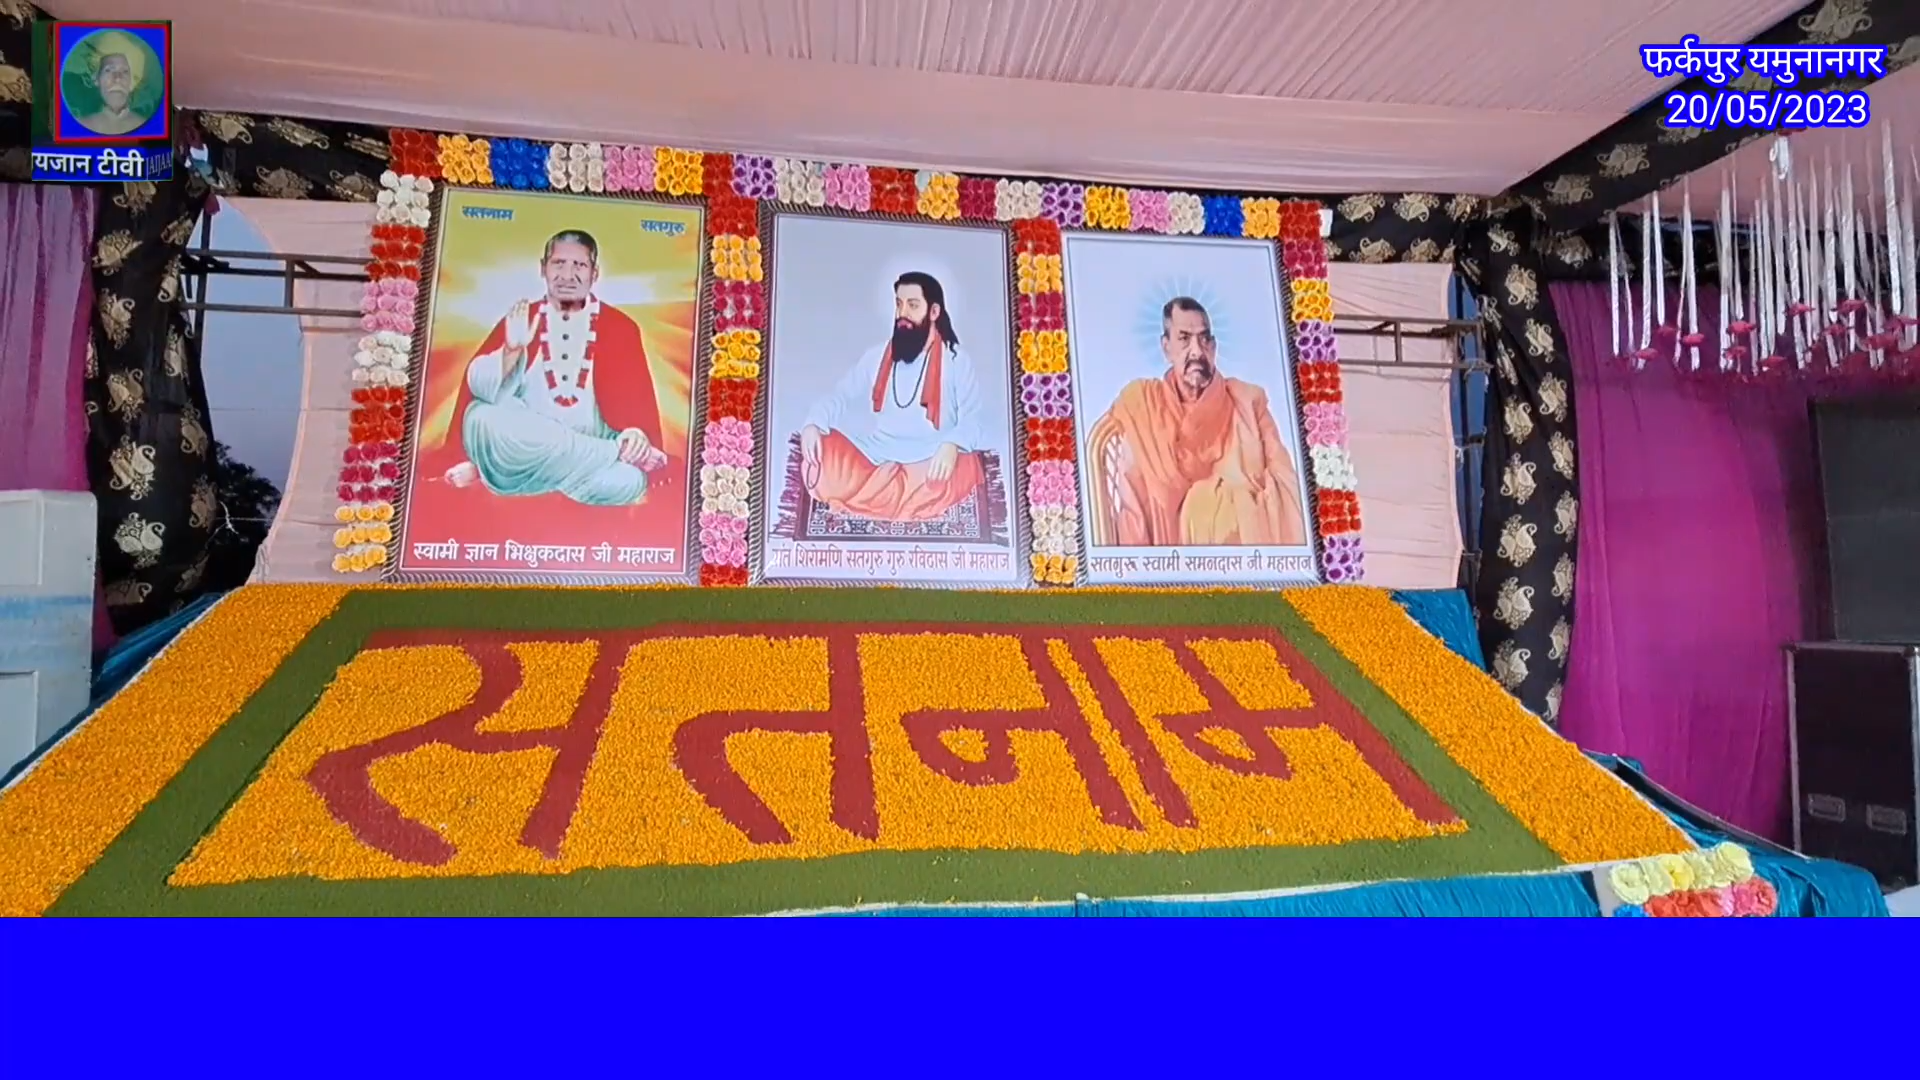 फर्कपुर यमुनानगर
20/05/2023
यजान टीवी
सतनाम
सतगुरु
स्वामी ज्ञान भिक्षुकदास जी महाराज
संत शिरोमणि सतगुरु गुरु रविदास जी महाराज
सतगुरू स्वामी समनदास जी महाराज
सतनाम